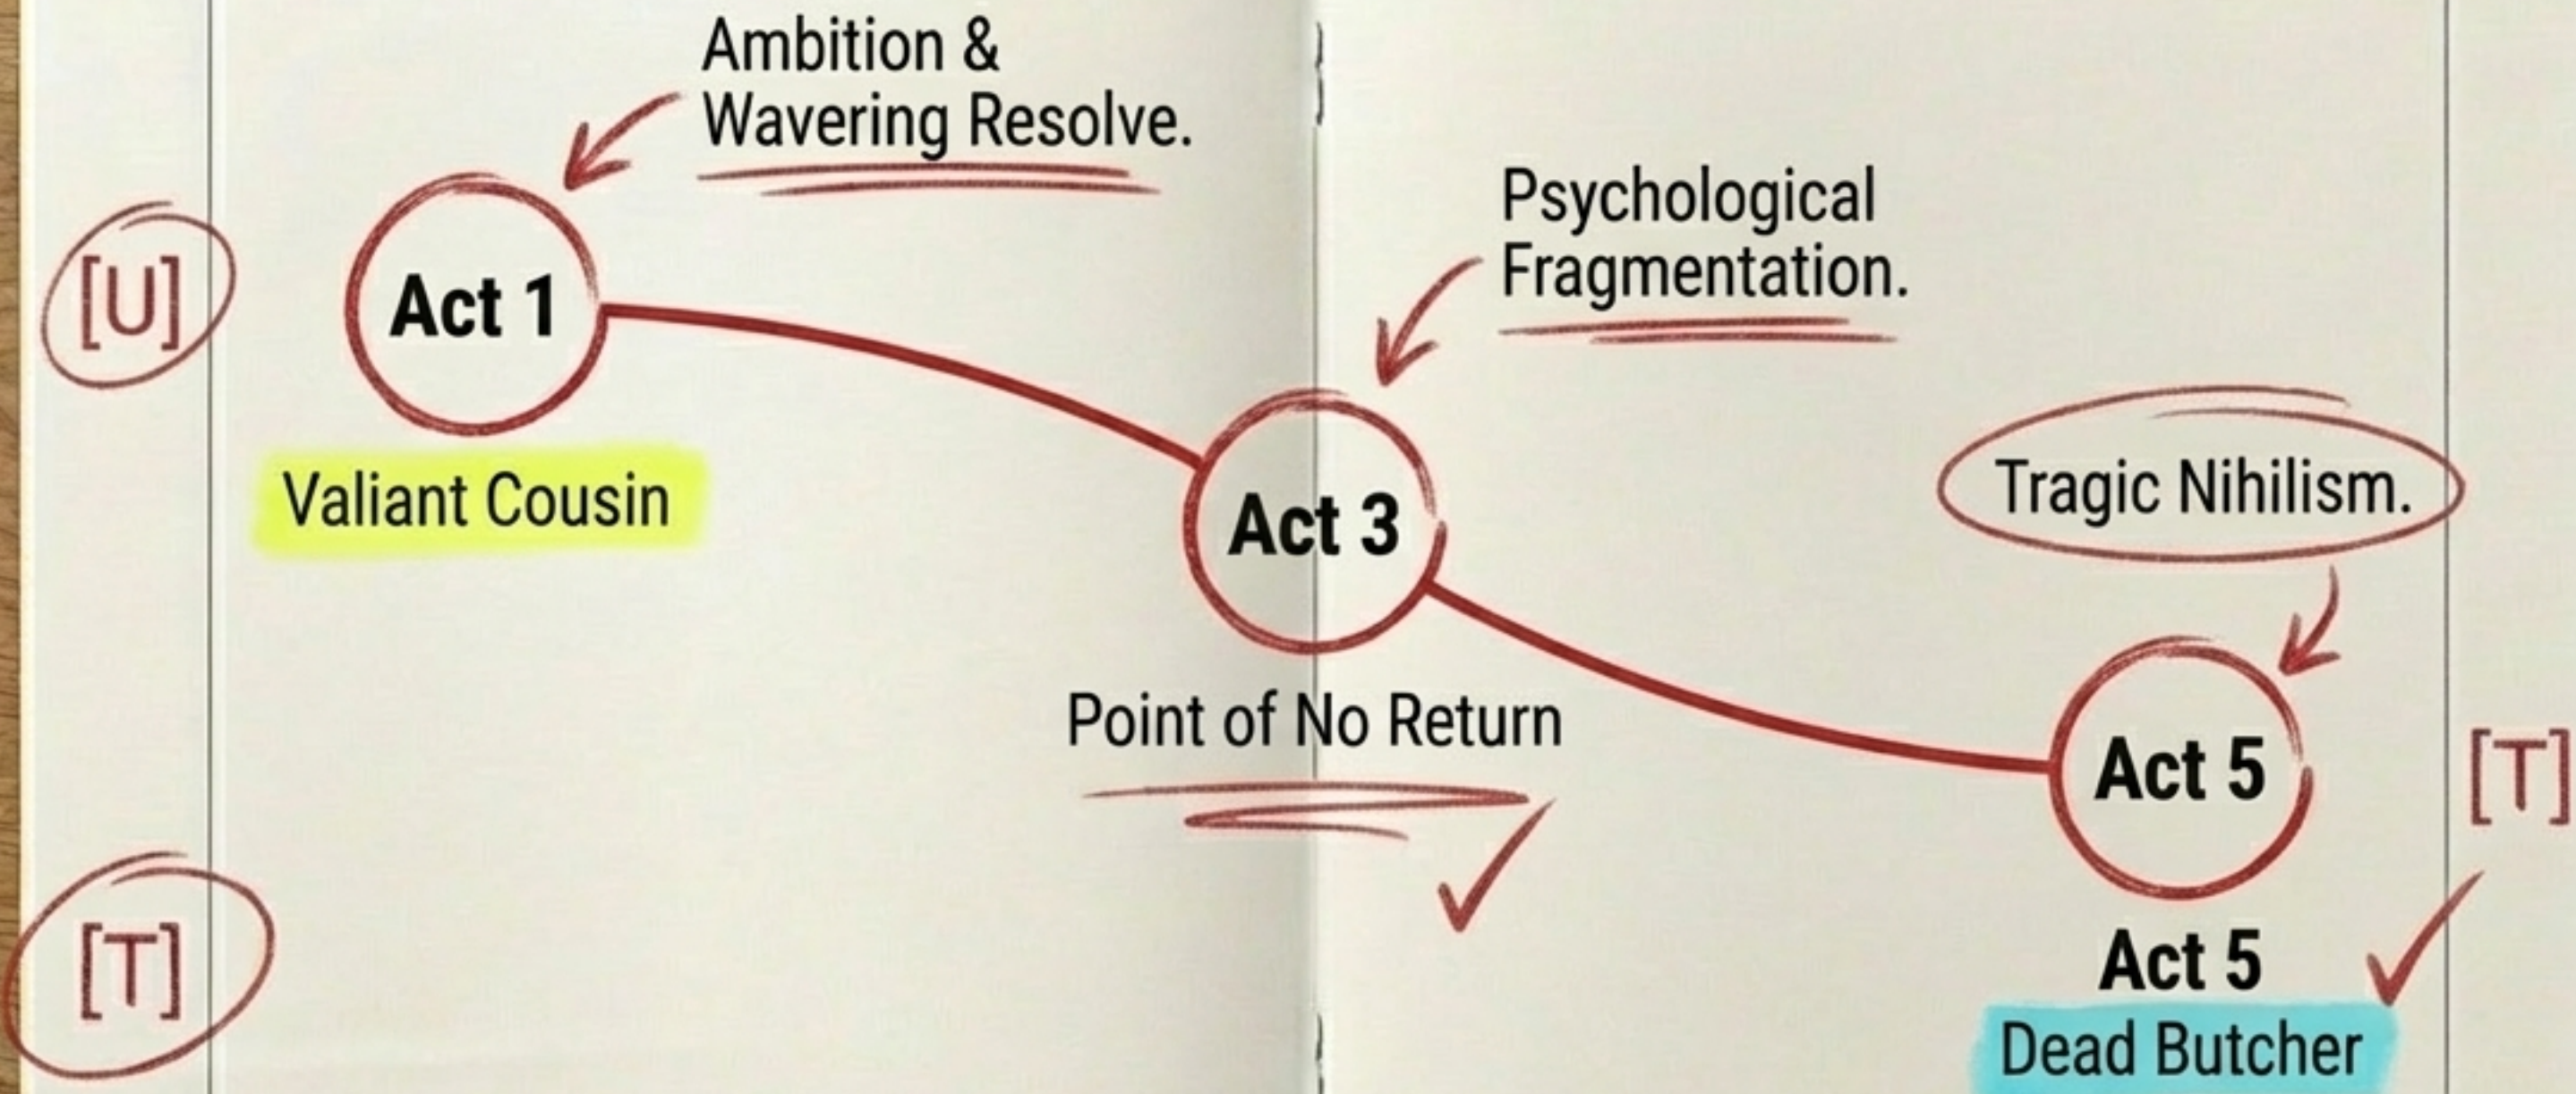 Ambition &
Wavering Resolve.
[U]
Act 1
Valiant Cousin
Psychological
Fragmentation.
Act 3
Point of No Return
Tragic Nihilism.
Act 5
[T]
[T]
Act 5
Dead Butcher